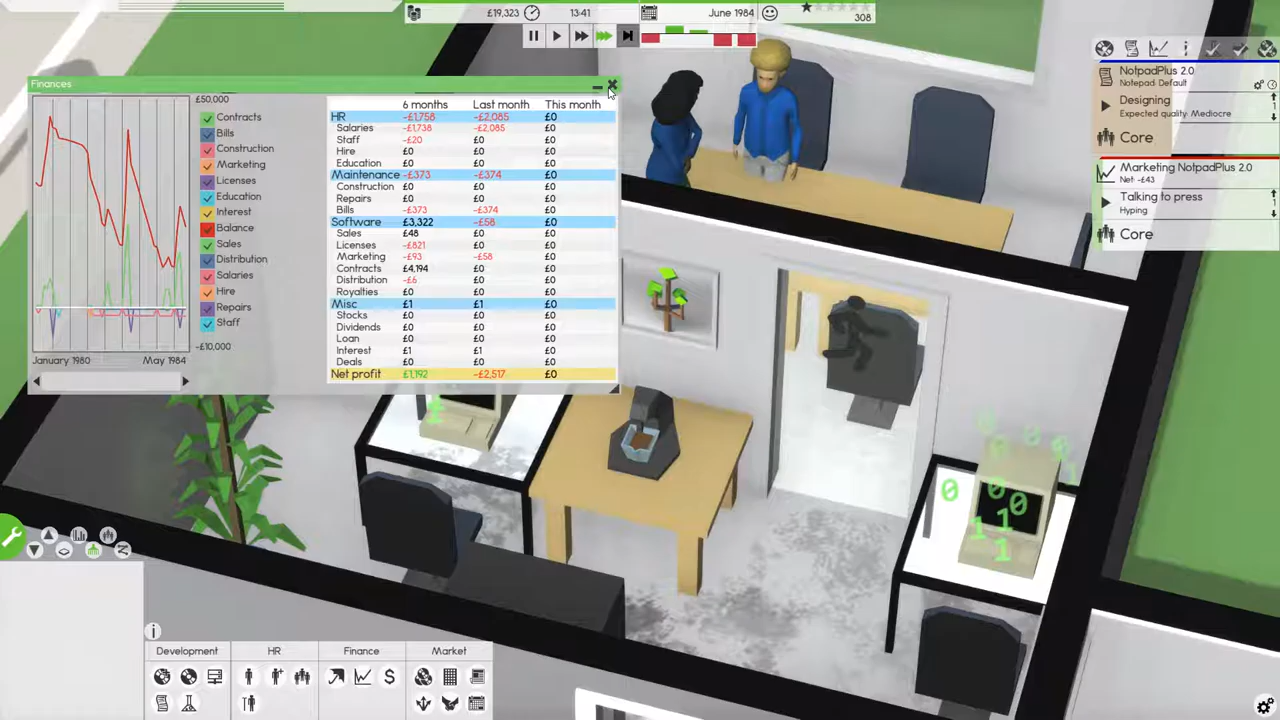 £19,323 13:41 June 1984 308
Finances
£50,000
-£10,000
January 1980 May 1984
Contracts
Bills
Construction
Marketing
Licenses
Education
Interest
Balance
Sales
Distribution
Salaries
Hire
Repairs
Staff
6 months Last month This month
HR -£1,758 -£2,085 £0
Salaries -£1,738 -£2,085 £0
Staff -£20 £0 £0
Hire £0 £0 £0
Education £0 £0 £0
Maintenance -£373 -£374 £0
Construction £0 £0 £0
Repairs £0 £0 £0
Bills -£373 -£374 £0
Software £3,322 -£58 £0
Sales £48 £0 £0
Licenses -£821 £0 £0
Marketing -£93 -£58 £0
Contracts £4,194 £0 £0
Distribution -£6 £0 £0
Royalties £0 £0 £0
Misc £1 £1 £0
Stocks £0 £0 £0
Dividends £0 £0 £0
Loan £0 £0 £0
Interest £1 £1 £0
Deals £0 £0 £0
Net profit £1,192 -£2,517 £0
NotpadPlus 2.0
Notpad: Default
Designing
Expected quality: Mediocre
Core
Marketing NotpadPlus 2.0
Net: -£43
Talking to press
Hyping
Core
Development HR Finance Market